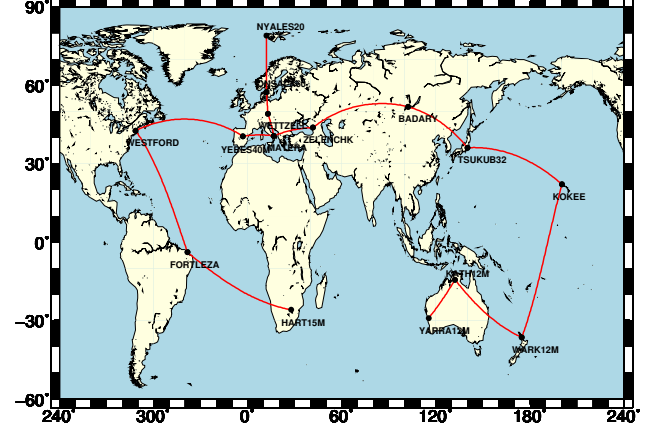 90°
NYALES20
60°
WETTZELL
BADARY
WESTFORD
YEBES40M
MATERA
ZELENCHK
TSUKUB32
30°
KOKEE
0°
FORTLEZA
KATH12M
−30°
HART15M
YARRA12M
WARK12M
−60°
240° 300° 0° 60° 120° 180° 240°